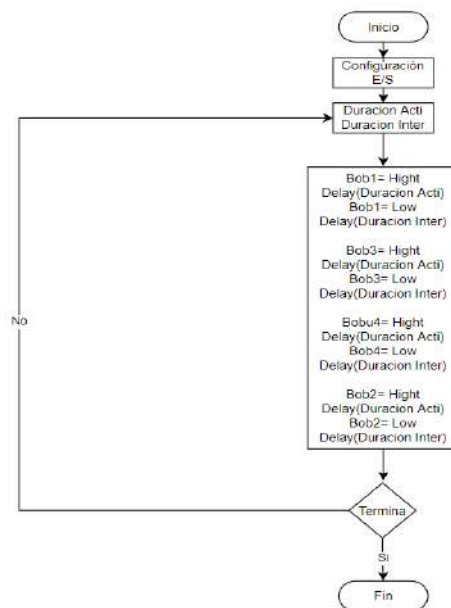 Inicio
Configuración
E/S
Duracion Acti
Duracion Inter
Bob1= Hight
Delay(Duracion Acti)
Bob1= Low
Delay(Duracion Inter)
Bob3= Hight
Delay(Duracion Acti)
Bob3= Low
Delay(Duracion Inter)
Bobu4= Hight
Delay(Duracion Acti)
Bob4= Low
Delay(Duracion Inter)
Bob2= Hight
Delay(Duracion Acti)
Bob2= Low
Delay(Duracion Inter)
No
Termina
Si
Fin